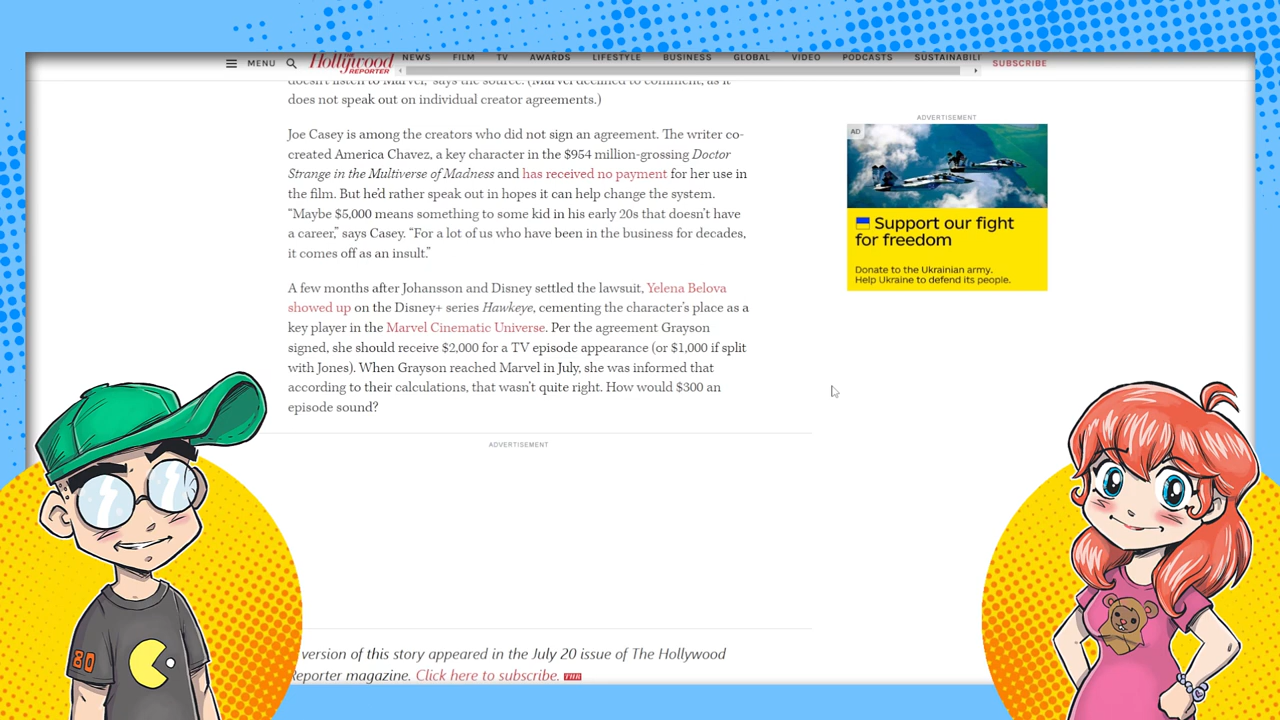 MENU
THE
Hollywood
REPORTER
NEWS FILM TV AWARDS LIFESTYLE BUSINESS GLOBAL VIDEO PODCASTS SUSTAINABILI
SUBSCRIBE
doesn't listen to Marvel," says the source. (Marvel declined to comment, as it
does not speak out on individual creator agreements.)
Joe Casey is among the creators who did not sign an agreement. The writer co-
created America Chavez, a key character in the $954 million-grossing Doctor
Strange in the Multiverse of Madness and has received no payment for her use in
the film. But he'd rather speak out in hopes it can help change the system.
“Maybe $5,000 means something to some kid in his early 20s that doesn’t have
a career,” says Casey. “For a lot of us who have been in the business for decades,
it comes off as an insult.”
A few months after Johansson and Disney settled the lawsuit, Yelena Belova
showed up on the Disney+ series Hawkeye, cementing the character’s place as a
key player in the Marvel Cinematic Universe. Per the agreement Grayson
signed, she should receive $2,000 for a TV episode appearance (or $1,000 if split
with Jones). When Grayson reached Marvel in July, she was informed that
according to their calculations, that wasn’t quite right. How would $300 an
episode sound?
ADVERTISEMENT
version of this story appeared in the July 20 issue of The Hollywood
Reporter magazine. Click here to subscribe. THR
ADVERTISEMENT
AD
Support our fight
for freedom
Donate to the Ukrainian army.
Help Ukraine to defend its people.
80